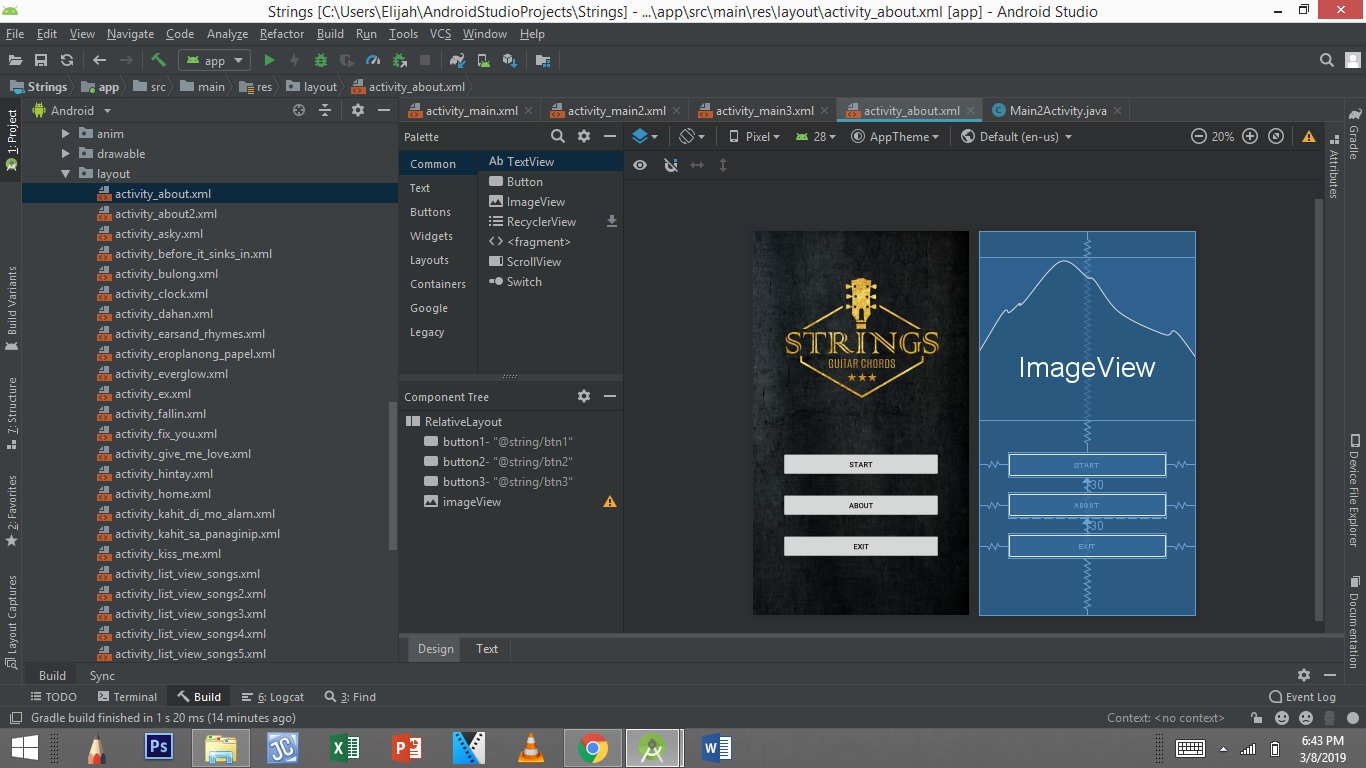 Strings [C:\Users\Elijah\AndroidStudioProjects\Strings] - ...\app\src\main\res\layout\activity_about.xml [app] - Android Studio
File Edit View Navigate Code Analyze Refactor Build Run Tools VCS Window Help
app
Strings app src main res layout activity_about.xml
1: Project
Build Variants
7: Structure
2: Favorites
Layout Captures
Android
anim
drawable
layout
activity_about.xml
activity_about2.xml
activity_asky.xml
activity_before_it_sinks_in.xml
activity_bulong.xml
activity_clock.xml
activity_dahan.xml
activity_earsand_rhymes.xml
activity_eroplanong_papel.xml
activity_everglow.xml
activity_ex.xml
activity_fallin.xml
activity_fix_you.xml
activity_give_me_love.xml
activity_hintay.xml
activity_home.xml
activity_kahit_di_mo_alam.xml
activity_kahit_sa_panaginip.xml
activity_kiss_me.xml
activity_list_view_songs.xml
activity_list_view_songs2.xml
activity_list_view_songs3.xml
activity_list_view_songs4.xml
activity_list_view_songs5.xml
activity_main.xml activity_main2.xml activity_main3.xml activity_about.xml Main2Activity.java
Palette
Common
Text
Buttons
Widgets
Layouts
Containers
Google
Legacy
Ab TextView
Button
ImageView
RecyclerView
<fragment>
ScrollView
Switch
Component Tree
RelativeLayout
button1- "@string/btn1"
button2- "@string/btn2"
button3- "@string/btn3"
imageView
Pixel 28 AppTheme Default (en-us) 20%
STRINGS
GUITAR CHORDS
START
ABOUT
EXIT
ImageView
START
30
ABOUT
30
EXIT
Gradle
Attributes
Device File Explorer
Documentation
Design Text
Build Sync
TODO Terminal Build 6: Logcat 3: Find Event Log
Gradle build finished in 1 s 20 ms (14 minutes ago) Context: <no context>
Ps JC X P W
6:43 PM
3/8/2019